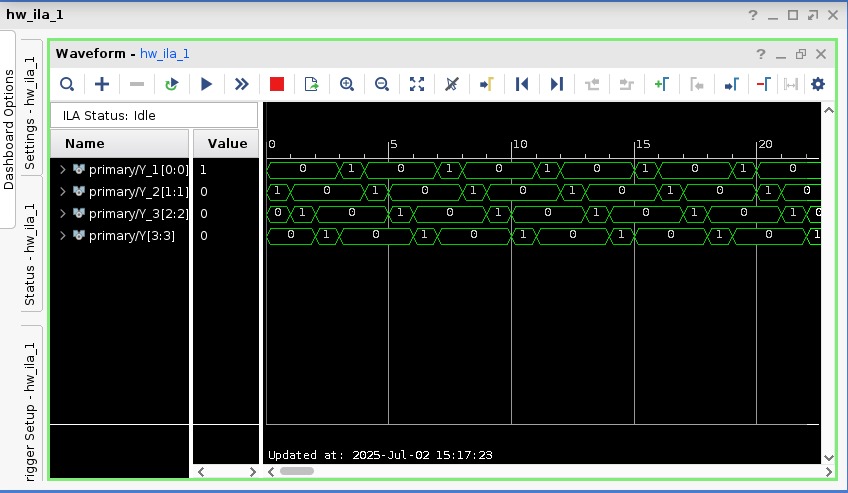 hw_ila_1
Dashboard Options
Settings - hw_ila_1
Status - hw_ila_1
rigger Setup - hw_ila_1
Waveform - hw_ila_1
ILA Status: Idle
Name Value
0 5 10 15 20
primary/Y_1[0:0] 1 0 1 0 1 0 1 0 1 0 1 0
primary/Y_2[1:1] 0 1 0 1 0 1 0 1 0 1 0 1 0
primary/Y_3[2:2] 0 0 1 0 1 0 1 0 1 0 1 0 1 0
primary/Y[3:3] 0 0 1 0 1 0 1 0 1 0 1 0 1
Updated at: 2025-Jul-02 15:17:23